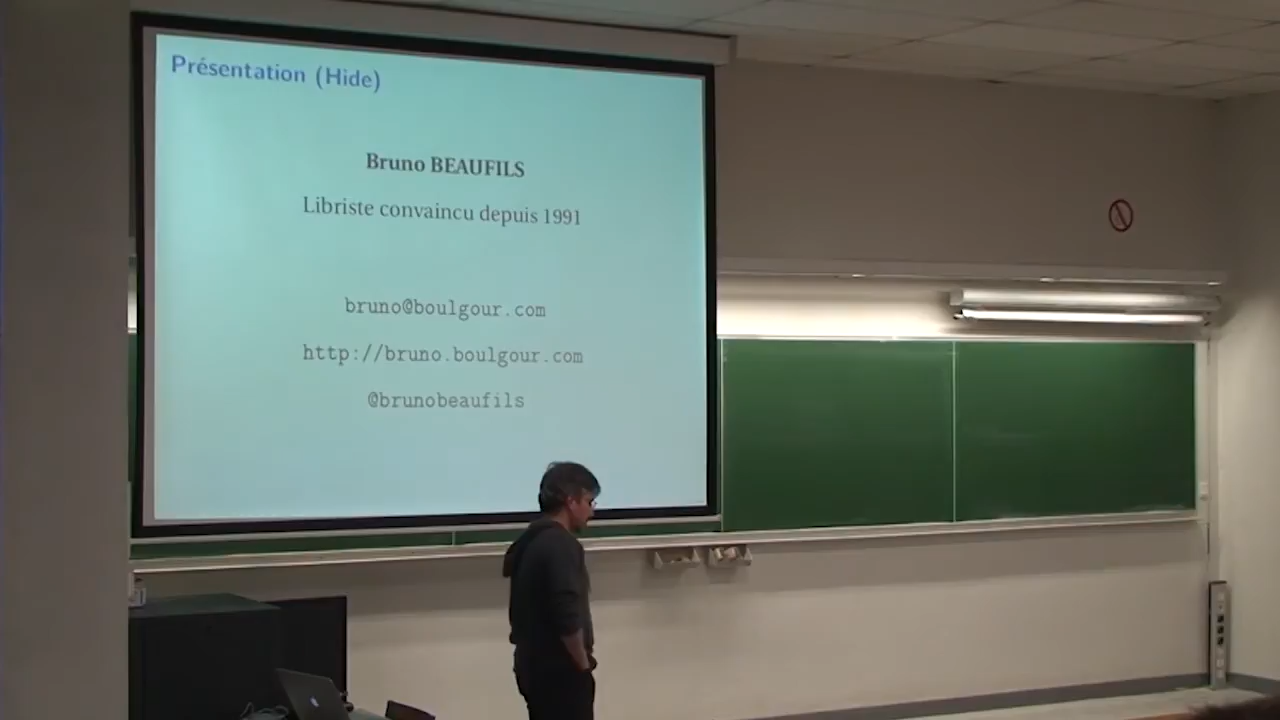 Présentation (Hide)
Bruno BEAUFILS
Libriste convaincu depuis 1991
bruno@boulgour.com
http://bruno.boulgour.com
@brunobeaufils